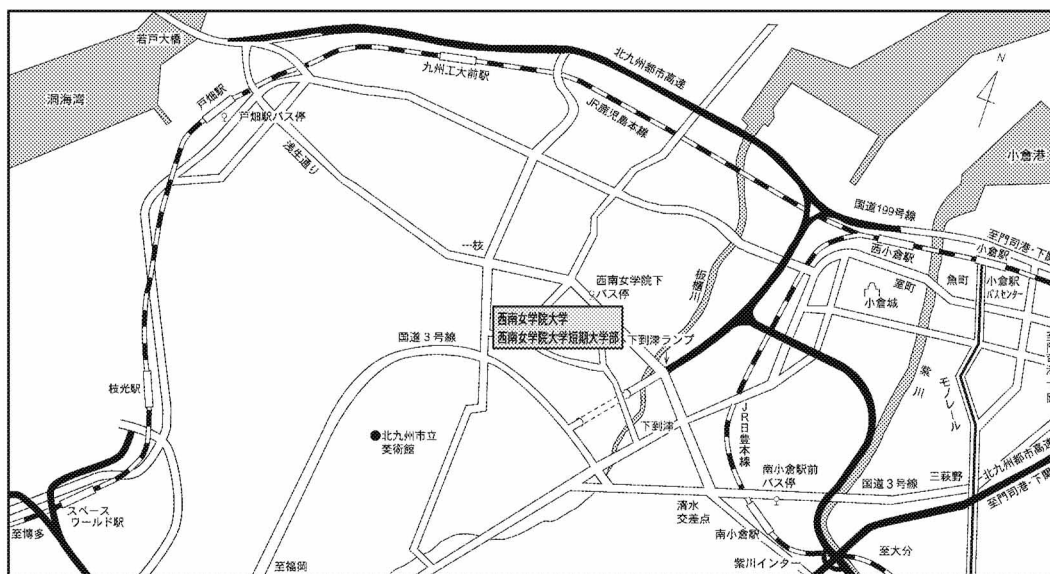 若戸大橋
北九州都市高速
九州工大前駅
N
洞海湾
戸畑駅
JR鹿児島本線
戸畑駅バス停
小倉港
浅生通り
国道199号線
至門司港・下関
西小倉駅
小倉駅
一枝
西南女学院下
バス停
板櫃川
室町
魚町
小倉駅
バスセンター
小倉城
西南女学院大学
西南女学院大学短期大学部
国道3号線
下到津ランプ
紫川
モノレール
枝光駅
JR日豊本線
下到津
北九州市立
美術館
南小倉駅前
バス停
国道3号線
三萩野
北九州都市高速
至門司港・下関
スペース
ワールド駅
清水
交差点
至博多
南小倉駅
至大分
至福岡
紫川インター